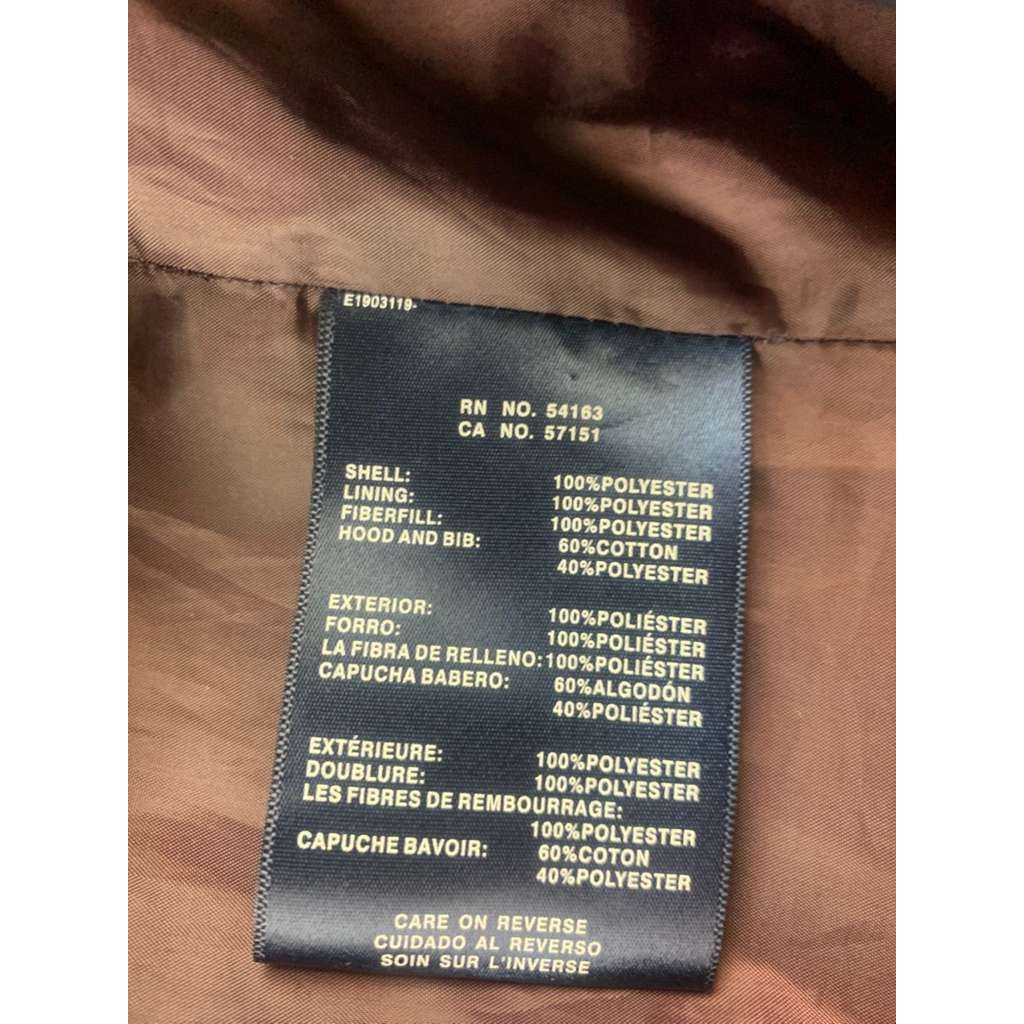 E1903119-
RN NO. 54163
CA NO. 57151
SHELL: 100%POLYESTER
LINING: 100%POLYESTER
FIBERFILL: 100%POLYESTER
HOOD AND BIB: 60%COTTON
40%POLYESTER
EXTERIOR: 100%POLIÉSTER
FORRO: 100%POLIÉSTER
LA FIBRA DE RELLENO: 100%POLIÉSTER
CAPUCHA BABERO: 60%ALGODÓN
40%POLIÉSTER
EXTÉRIEURE: 100%POLYESTER
DOUBLURE: 100%POLYESTER
LES FIBRES DE REMBOURRAGE:
100%POLYESTER
CAPUCHE BAVOIR: 60%COTON
40%POLYESTER
CARE ON REVERSE
CUIDADO AL REVERSO
SOIN SUR L'INVERSE